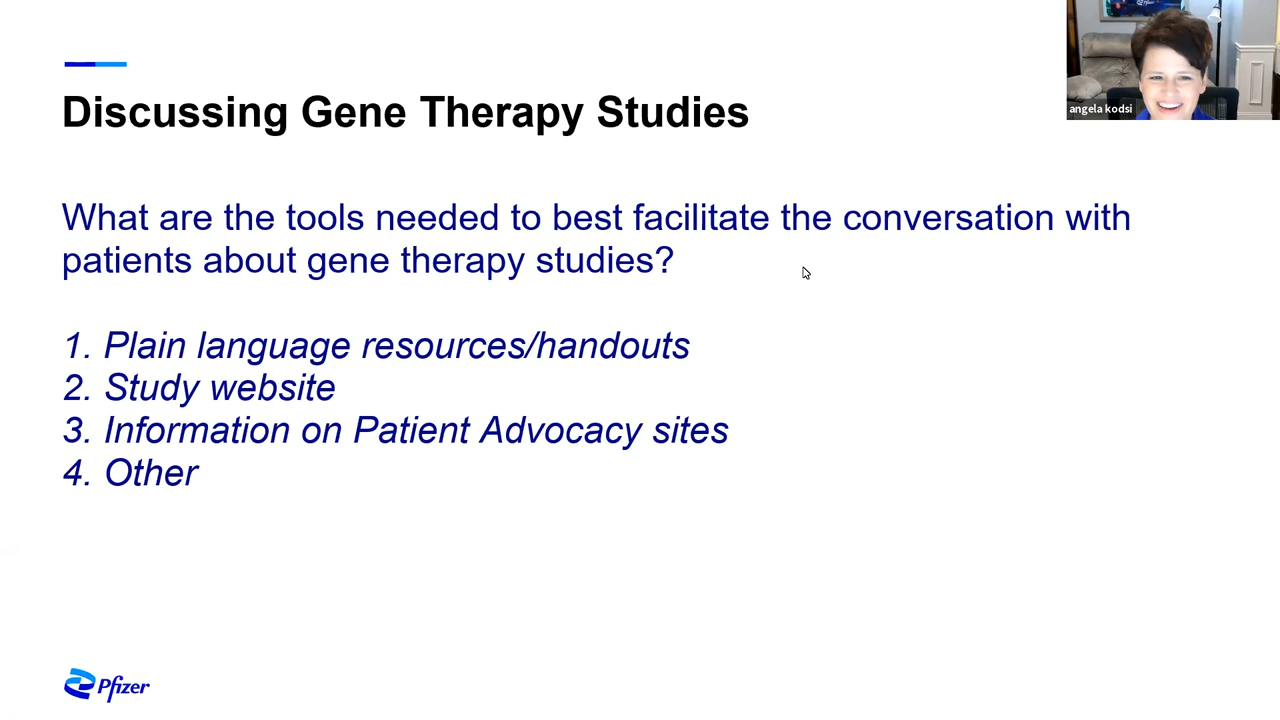 Discussing Gene Therapy Studies
angela kodsi
What are the tools needed to best facilitate the conversation with
patients about gene therapy studies?
1. Plain language resources/handouts
2. Study website
3. Information on Patient Advocacy sites
4. Other
Pfizer